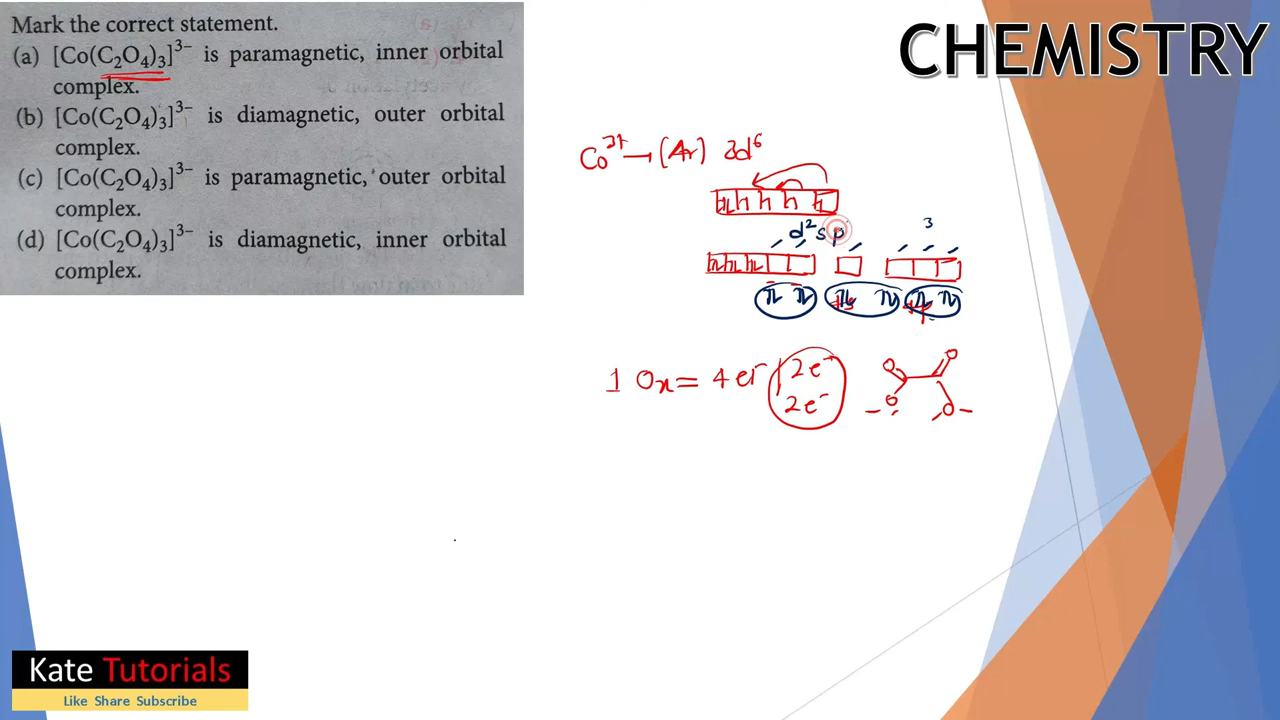 Mark the correct statement.
(a) [Co(C₂O₄)₃]³⁻ is paramagnetic, inner orbital
complex.
(b) [Co(C₂O₄)₃]³⁻ is diamagnetic, outer orbital
complex.
(c) [Co(C₂O₄)₃]³⁻ is paramagnetic, outer orbital
complex.
(d) [Co(C₂O₄)₃]³⁻ is diamagnetic, inner orbital
complex.
CHEMISTRY
Co³⁺ → (Ar) 3d⁶
d²sp³
1 Ox = 4e⁻
2e⁻
2e⁻
O O
O O
Kate Tutorials
Like Share Subscribe